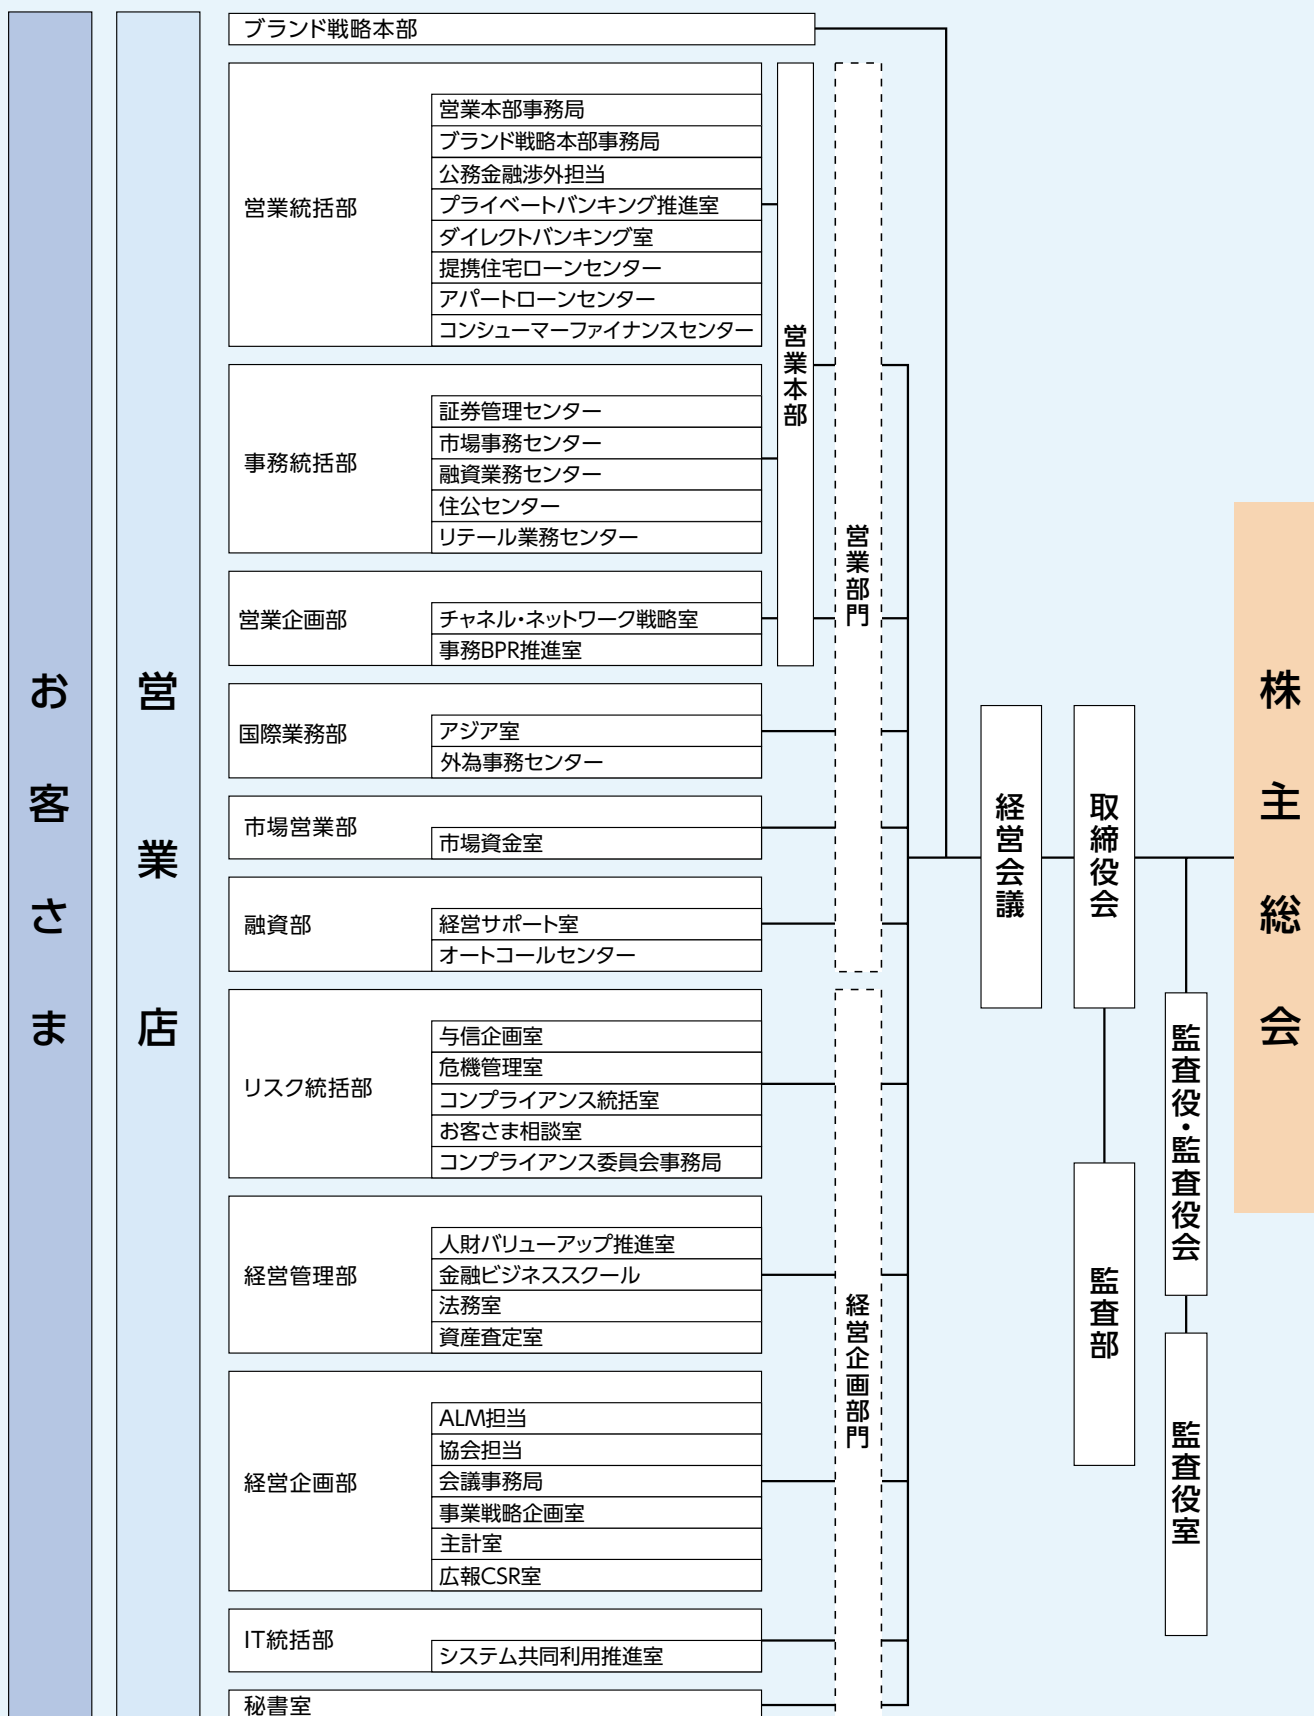 お客さま
営業店
ブランド戦略本部
営業統括部
営業本部事務局
ブランド戦略本部事務局
公務金融渉外担当
プライベートバンキング推進室
ダイレクトバンキング室
提携住宅ローンセンター
アパートローンセンター
コンシューマーファイナンスセンター
事務統括部
証券管理センター
市場事務センター
融資業務センター
住公センター
リテール業務センター
営業企画部
チャネル・ネットワーク戦略室
事務BPR推進室
営業本部
国際業務部
アジア室
外為事務センター
市場営業部
市場資金室
融資部
経営サポート室
オートコールセンター
営業部門
リスク統括部
与信企画室
危機管理室
コンプライアンス統括室
お客さま相談室
コンプライアンス委員会事務局
経営管理部
人財バリューアップ推進室
金融ビジネススクール
法務室
資産査定室
経営企画部
ALM担当
協会担当
会議事務局
事業戦略企画室
主計室
広報CSR室
IT統括部
システム共同利用推進室
秘書室
経営企画部門
経営会議
取締役会
監査部
監査役・監査役会
監査役室
株主総会